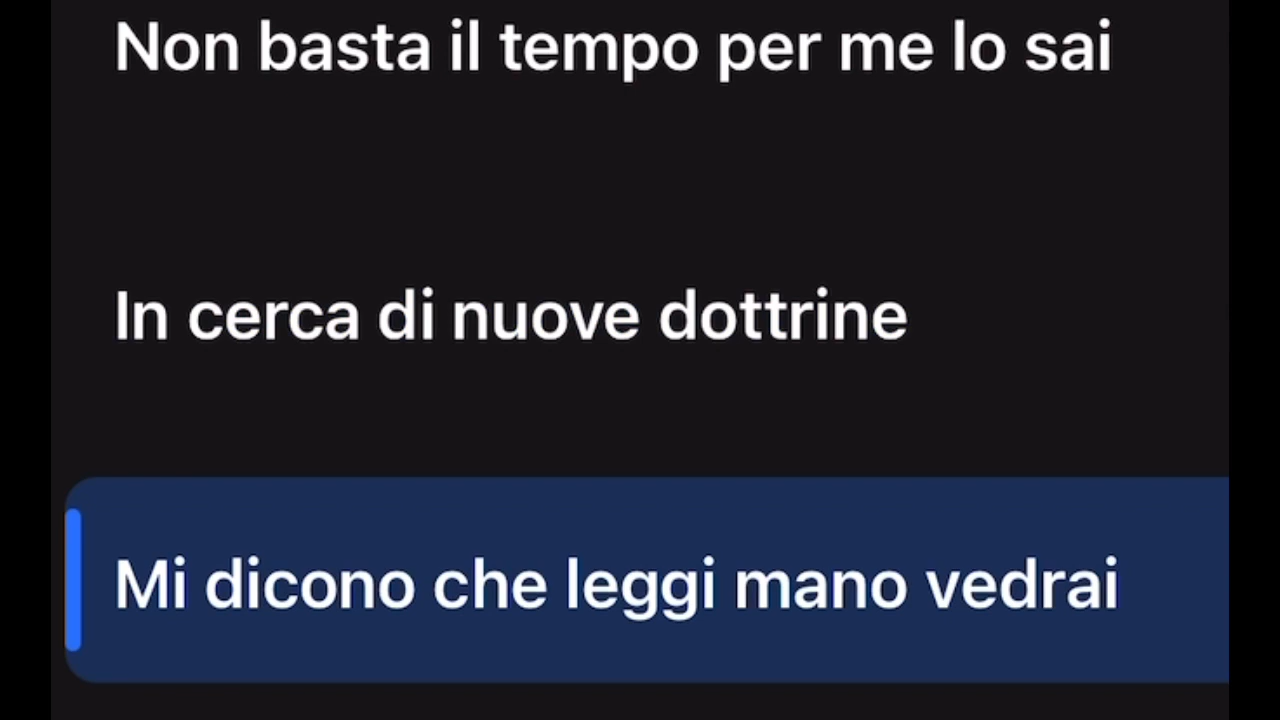 Non basta il tempo per me lo sai
In cerca di nuove dottrine
Mi dicono che leggi mano vedrai